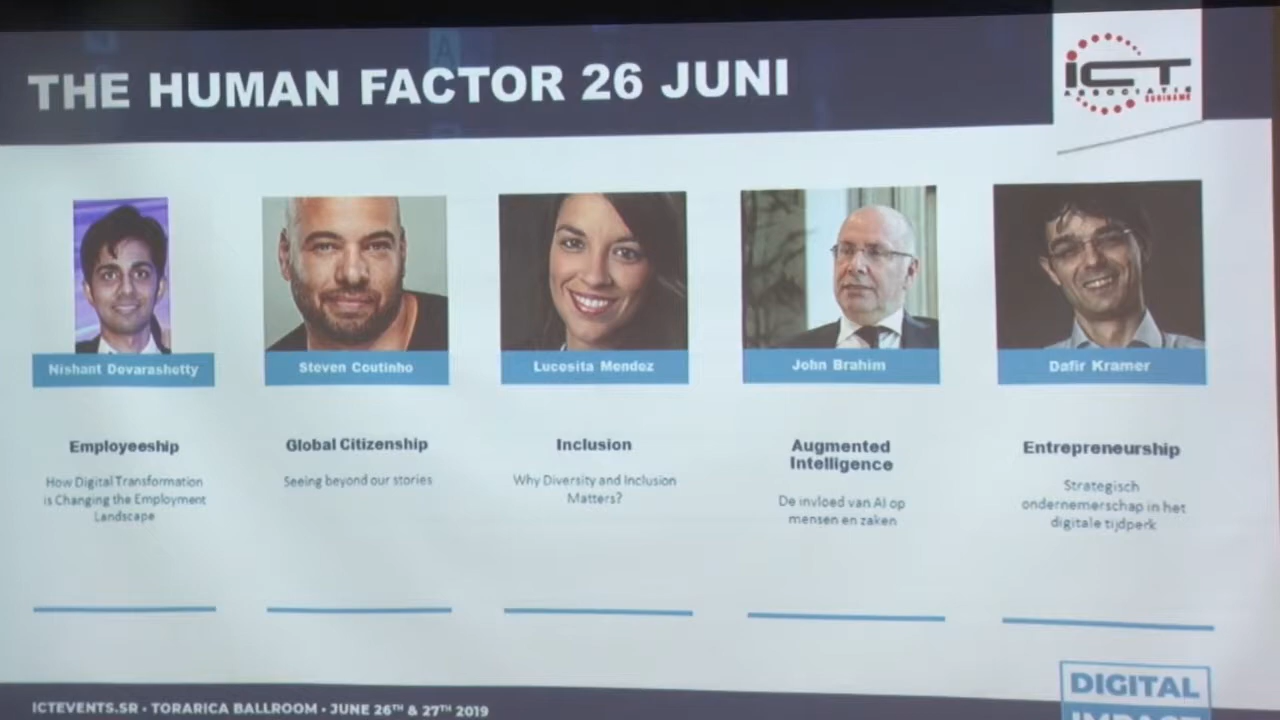 THE HUMAN FACTOR 26 JUNI
ICT
ASSOCIATIE
SURINAME
Nishant Devarashetty
Steven Coutinho
Lucesita Mendez
John Brahim
Dafir Kramer
Employeeship
How Digital Transformation
is Changing the Employment
Landscape
Global Citizenship
Seeing beyond our stories
Inclusion
Why Diversity and Inclusion
Matters?
Augmented
Intelligence
De invloed van AI op
mensen en zaken
Entrepreneurship
Strategisch
ondernemerschap in het
digitale tijdperk
ICTEVENTS.SR • TORARICA BALLROOM • JUNE 26TH & 27TH 2019
DIGITAL
IMPACT